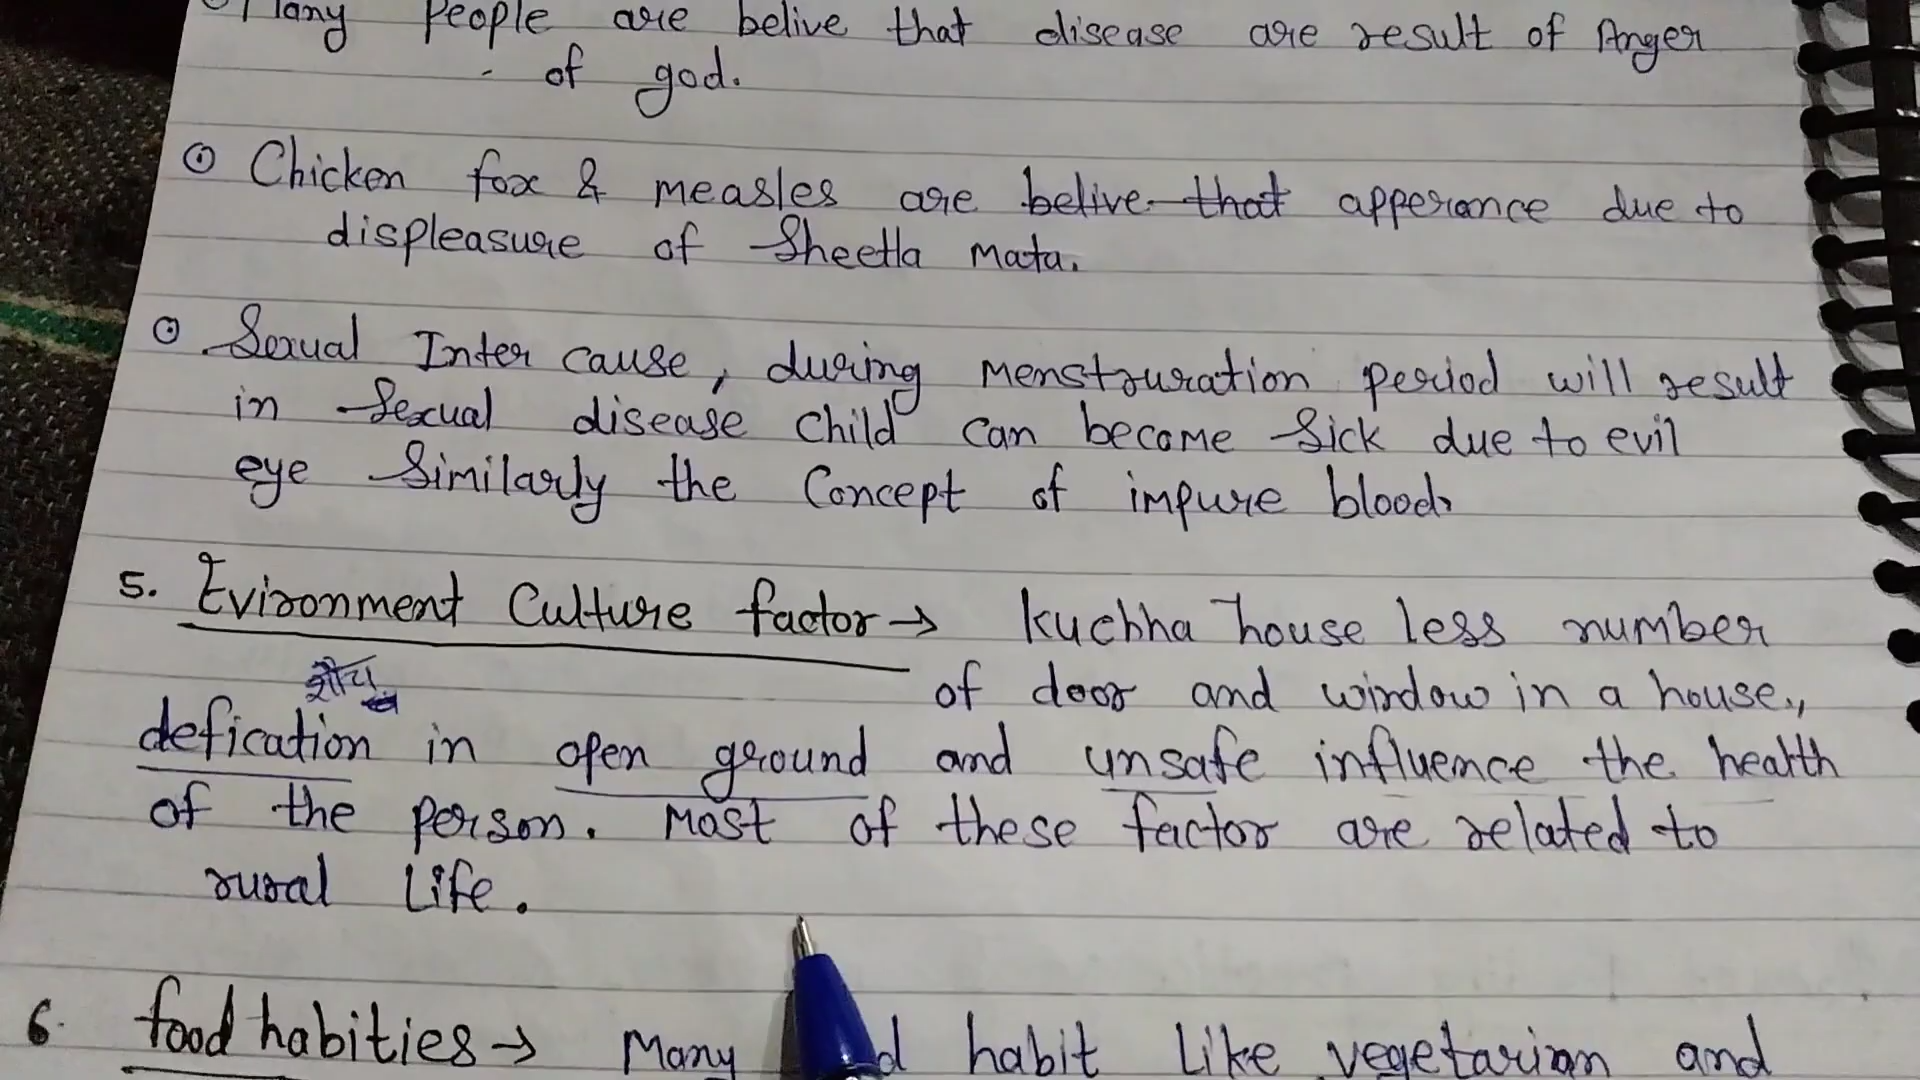 Many People are belive that disease are result of Anger
of god.
Chicken fox & measles are belive that apperance due to
displeasure of Sheetla Mata.
Sexual Inter cause, during Menstruration period will result
in Sexual disease child can become Sick due to evil
eye Similarly the Concept of impure blood.
5. Evironment Culture factor → Kuchha house less number
of door and window in a house.,
शौच
defication in open ground and unsafe influence the health
of the person. Most of these factor are related to
rural Life.
6. food habities → Many habit like vegetarian and